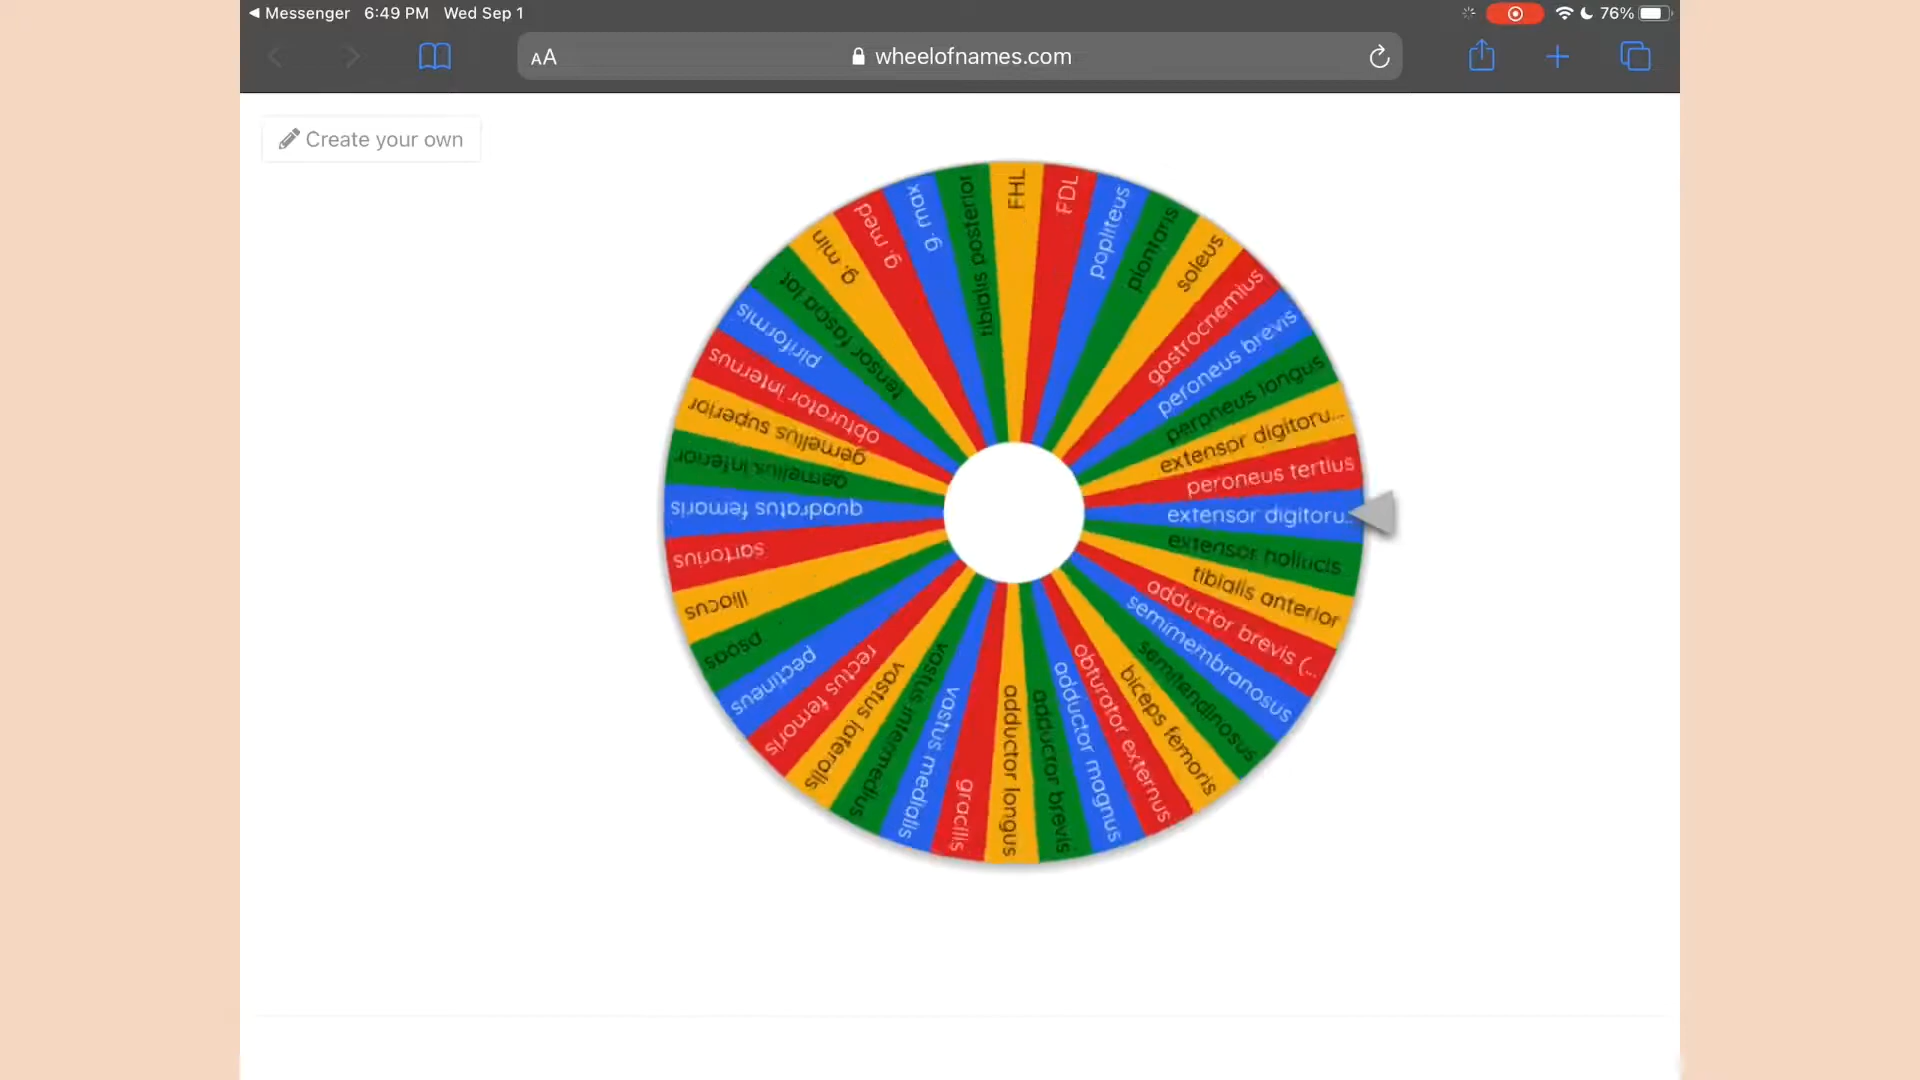 Messenger 6:49 PM Wed Sep 1
76%
AA
wheelofnames.com
Create your own
FHL
FDL
popliteus
plantaris
soleus
gastrocnemius
peroneus brevis
peroneus longus
extensor digitoru...
peroneus tertius
extensor digitoru...
extensor hallucis
tibialis anterior
adductor brevis (...
semimembranosus
semitendinosus
biceps femoris
obturator externus
adductor magnus
adductor brevis
adductor longus
gracilis
vastus medialis
vastus intermedius
vastus lateralis
rectus femoris
pectineus
psoas
iliacus
sartorius
quadratus femoris
gemellus inferior
gemellus superior
obturator internus
piriformis
tensor fascia lat
g. min
g. med
g. max
tibialis posterior